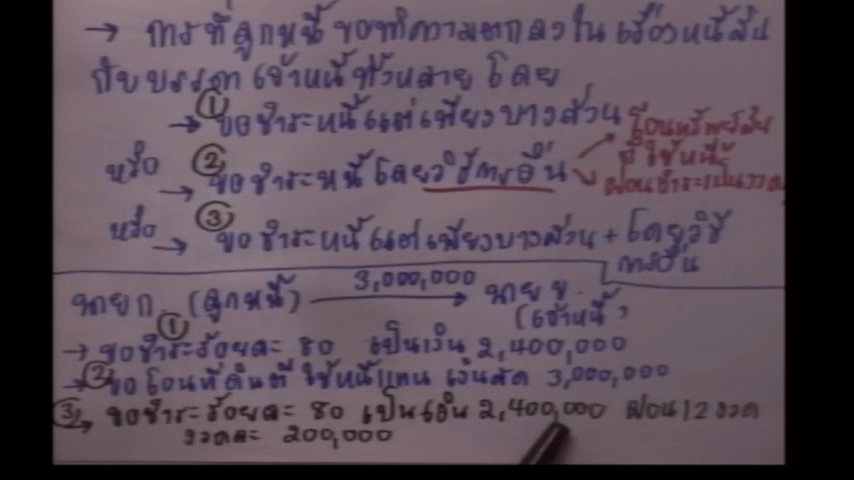 → การที่ลูกหนี้ขอทำความตกลงในเรื่องหนี้สิน
กับบรรดาเจ้าหนี้ทั้งหลาย โดย
① → ขอชำระหนี้แต่เพียงบางส่วน
หรือ ② → ขอชำระหนี้โดยวิธีการอื่น
โอนทรัพย์สิน
ตีใช้หนี้
ผ่อนชำระเป็นงวด
หรือ ③ → ขอชำระหนี้แต่เพียงบางส่วน + โดยวิธี
การอื่น
นายก. (ลูกหนี้) 3,000,000 → นาย ข.
(เจ้าหนี้)
① → ขอชำระร้อยละ 80 เป็นเงิน 2,400,000
② → ขอโอนที่ดินตีใช้หนี้แทน เงินสด 3,000,000
③ → ขอชำระร้อยละ 80 เป็นเงิน 2,400,000 ผ่อน 12 งวด
งวดละ 200,000